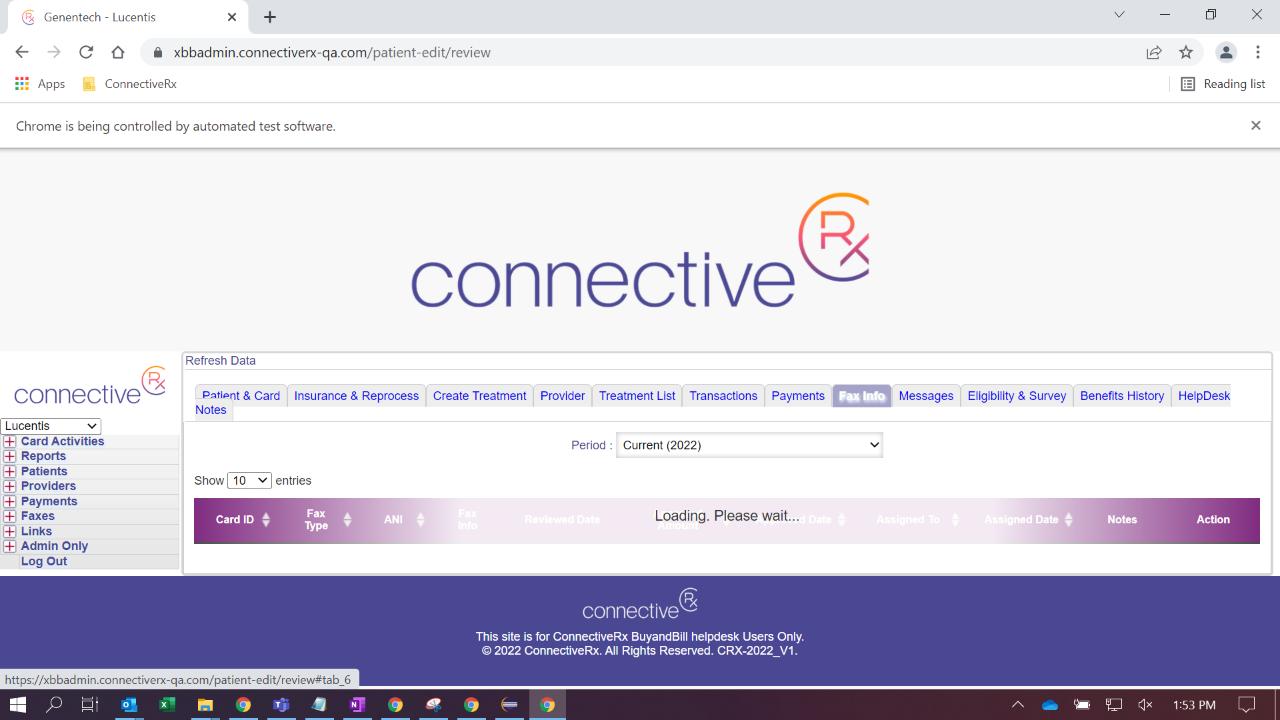 Genentech - Lucentis
xbbadmin.connectiverx-qa.com/patient-edit/review
Apps
ConnectiveRx
Reading list
Chrome is being controlled by automated test software.
connective Rx
connective Rx
Refresh Data
Patient & Card
Insurance & Reprocess
Create Treatment
Provider
Treatment List
Transactions
Payments
Fax Info
Messages
Eligibility & Survey
Benefits History
HelpDesk
Notes
Lucentis
Card Activities
Reports
Patients
Providers
Payments
Faxes
Links
Admin Only
Log Out
Period :
Current (2022)
Show 10 entries
Card ID
Fax
Type
ANI
Fax
Info
Reviewed Date
Amount
Date
Assigned To
Assigned Date
Notes
Action
Loading. Please wait...
connective Rx
This site is for ConnectiveRx BuyandBill helpdesk Users Only.
© 2022 ConnectiveRx. All Rights Reserved. CRX-2022_V1.
https://xbbadmin.connectiverx-qa.com/patient-edit/review#tab_6
1:53 PM